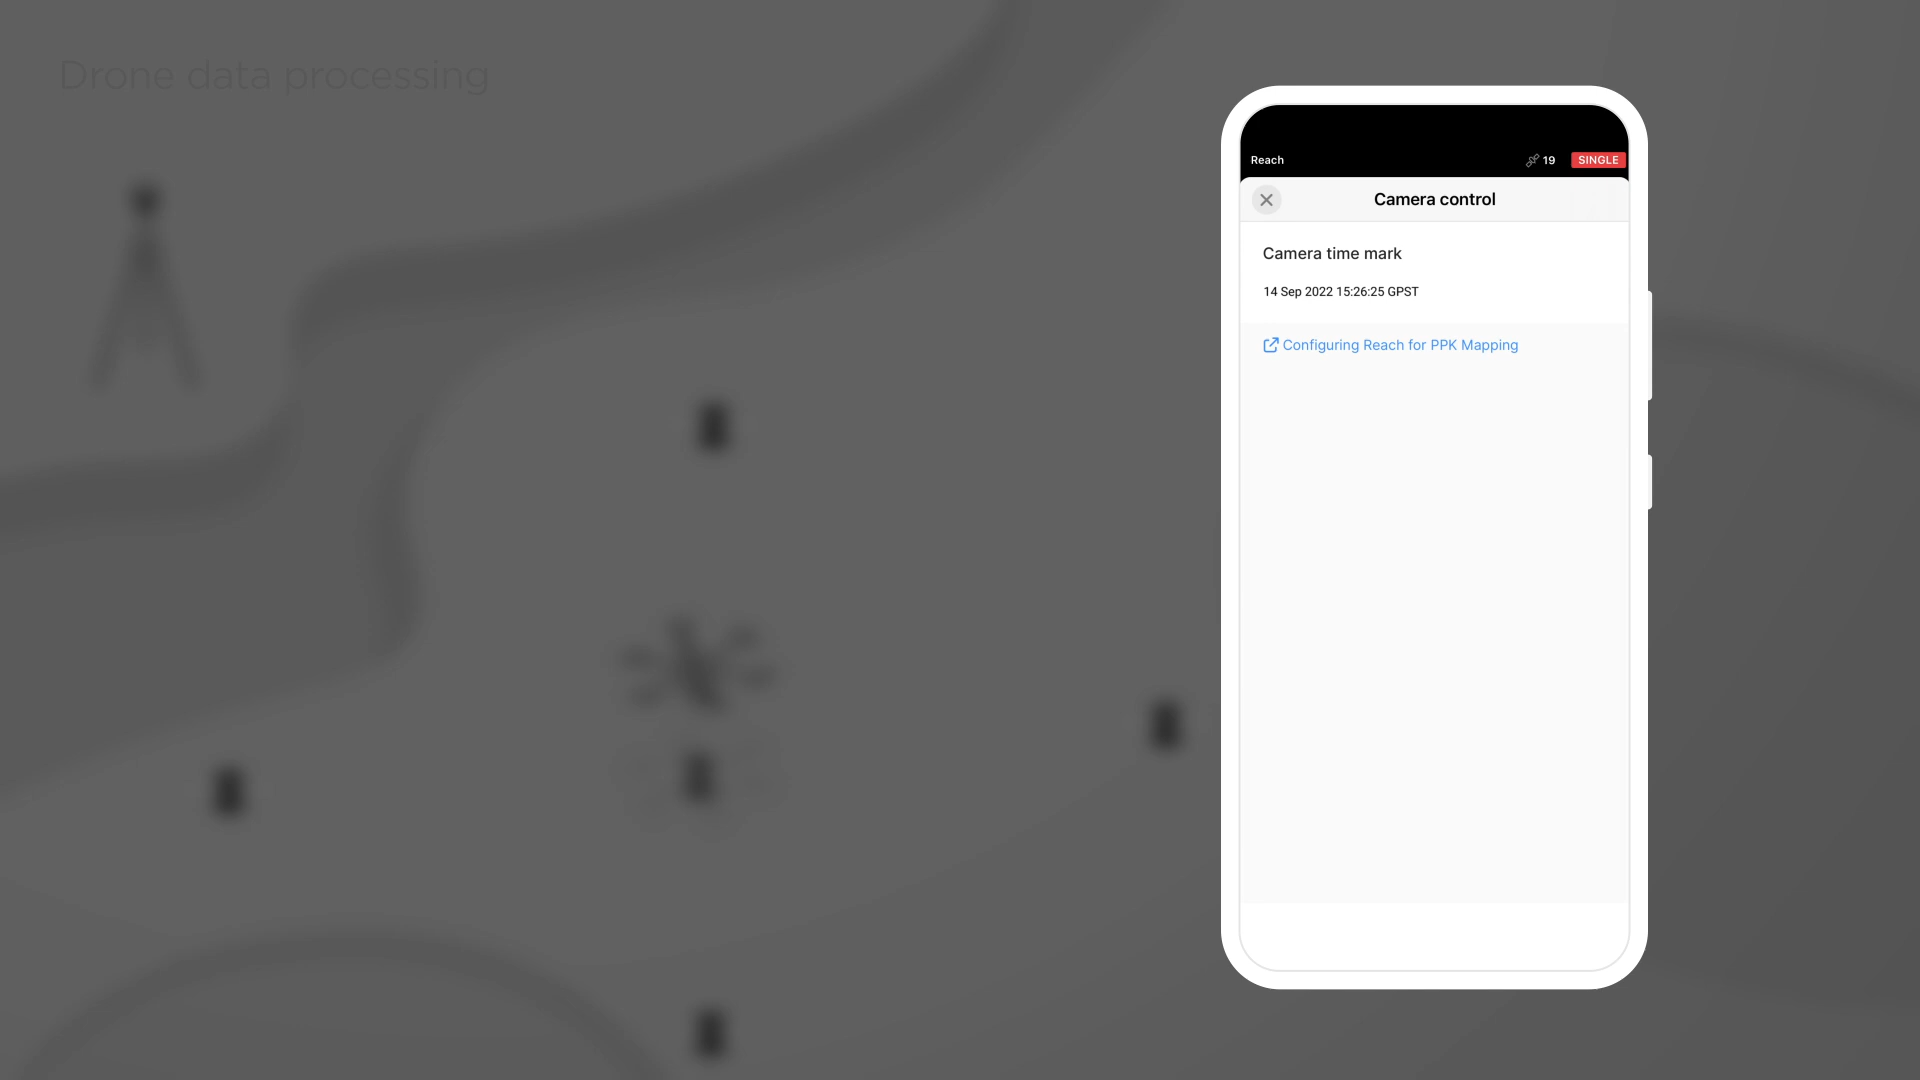 Drone data processing
Reach 19 SINGLE
Camera control
Camera time mark
14 Sep 2022 15:26:25 GPST
Configuring Reach for PPK Mapping